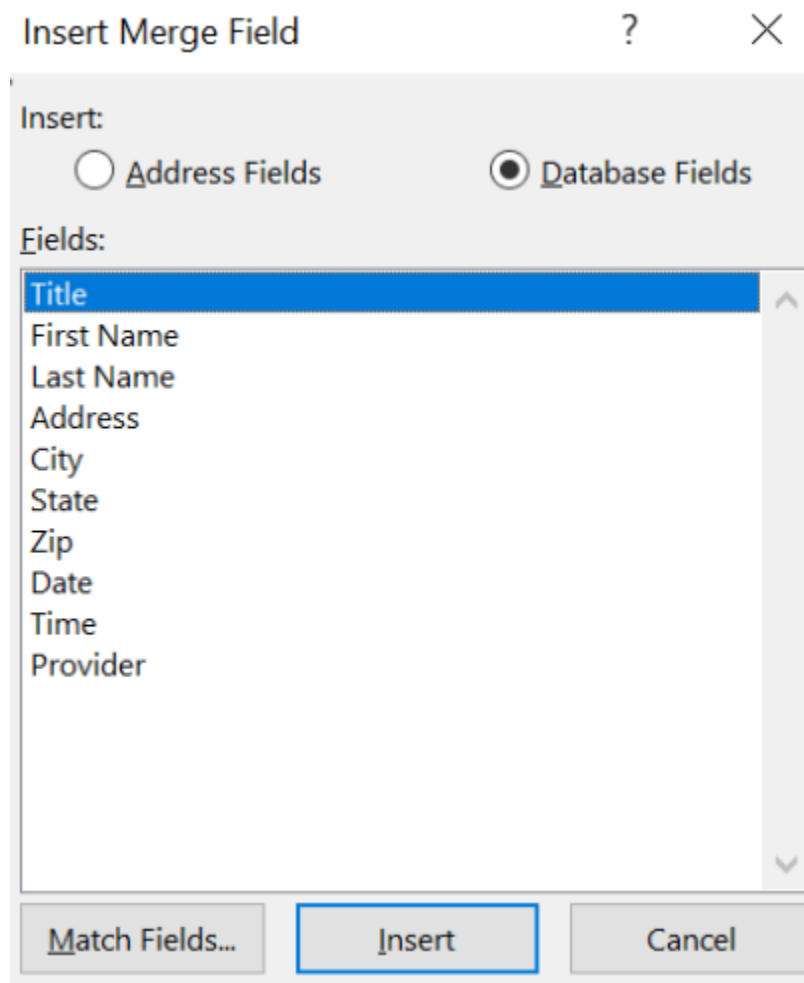 Insert Merge Field ?
Insert:
Address Fields Database Fields
Fields:
Title
First Name
Last Name
Address
City
State
Zip
Date
Time
Provider
Match Fields... Insert Cancel